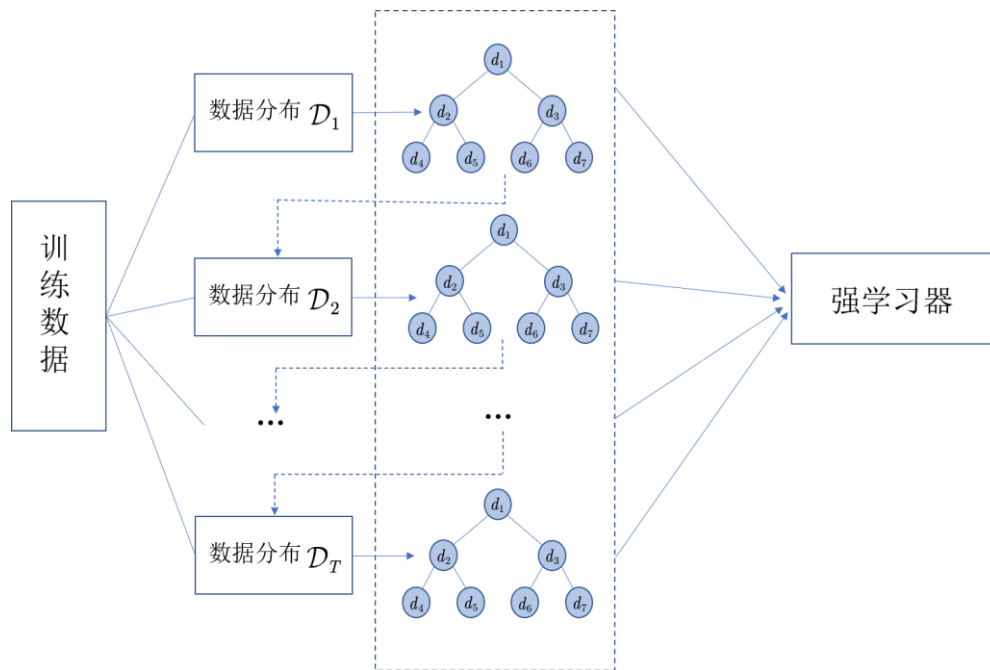 训练数据
数据分布 𝒟₁
d₁
d₂ d₃
d₄ d₅ d₆ d₇
数据分布 𝒟₂
d₁
d₂ d₃
d₄ d₅ d₆ d₇
...
...
数据分布 𝒟_T
d₁
d₂ d₃
d₄ d₅ d₆ d₇
强学习器